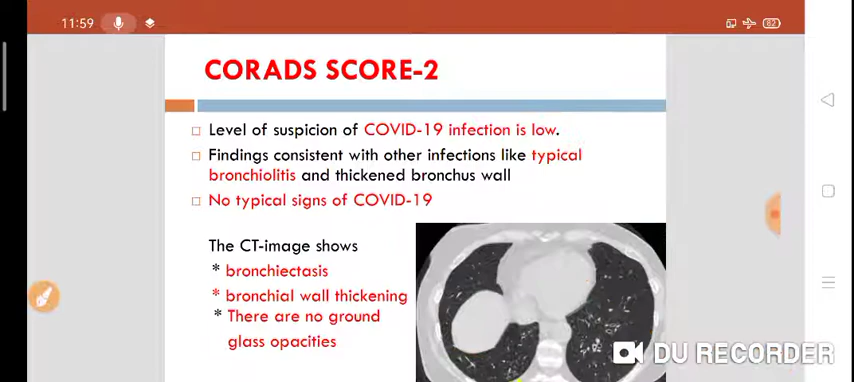 11:59
82
CORADS SCORE-2
Level of suspicion of COVID-19 infection is low.
Findings consistent with other infections like typical
bronchiolitis and thickened bronchus wall
No typical signs of COVID-19
The CT-image shows
* bronchiectasis
* bronchial wall thickening
* There are no ground
glass opacities
DU RECORDER